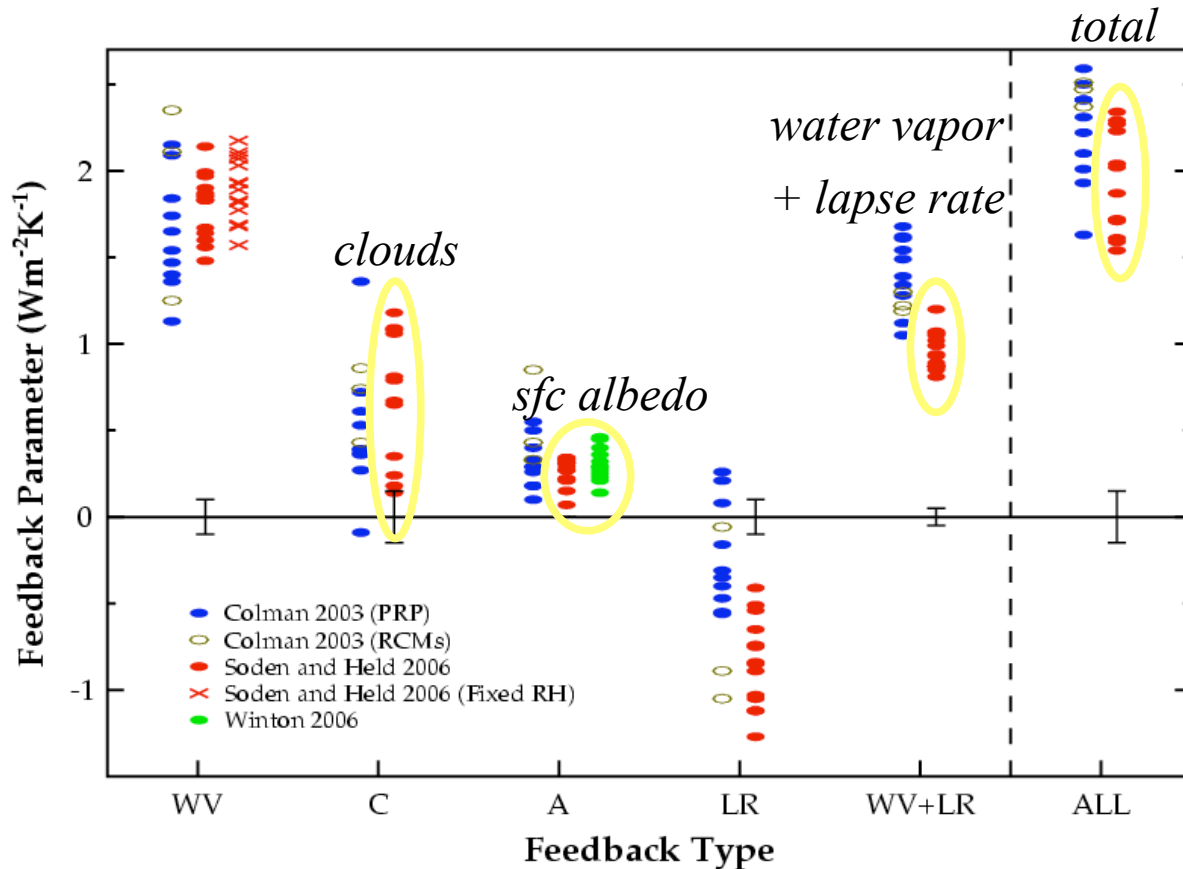 total
water vapor
+ lapse rate
clouds
sfc albedo
Feedback Parameter (Wm⁻²K⁻¹)
2
1
0
-1
Colman 2003 (PRP)
Colman 2003 (RCMs)
Soden and Held 2006
Soden and Held 2006 (Fixed RH)
Winton 2006
WV C A LR WV+LR ALL
Feedback Type